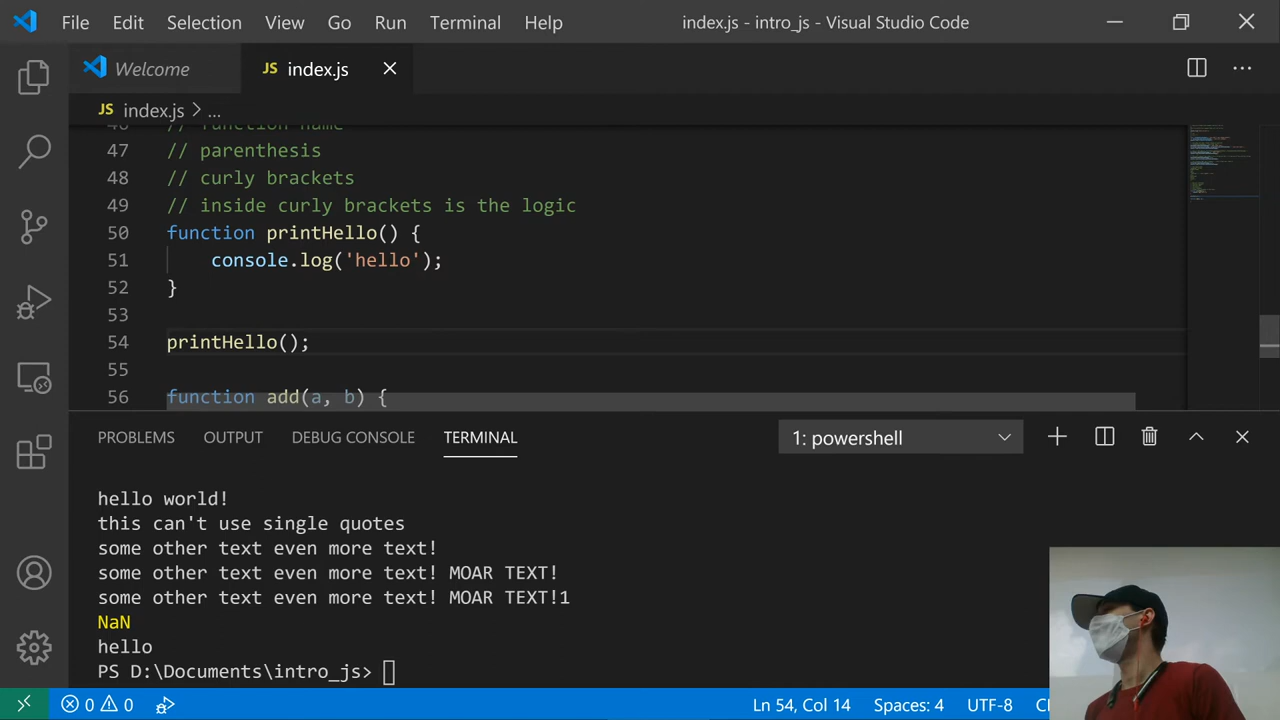 File Edit Selection View Go Run Terminal Help index.js - intro_js - Visual Studio Code
Welcome JS index.js
JS index.js > ...
46 // function name
47 // parenthesis
48 // curly brackets
49 // inside curly brackets is the logic
50 function printHello() {
51 console.log('hello');
52 }
53
54 printHello();
55
56 function add(a, b) {
PROBLEMS OUTPUT DEBUG CONSOLE TERMINAL 1: powershell
hello world!
this can't use single quotes
some other text even more text!
some other text even more text! MOAR TEXT!
some other text even more text! MOAR TEXT!1
NaN
hello
PS D:\Documents\intro_js>
0 0 Ln 54, Col 14 Spaces: 4 UTF-8